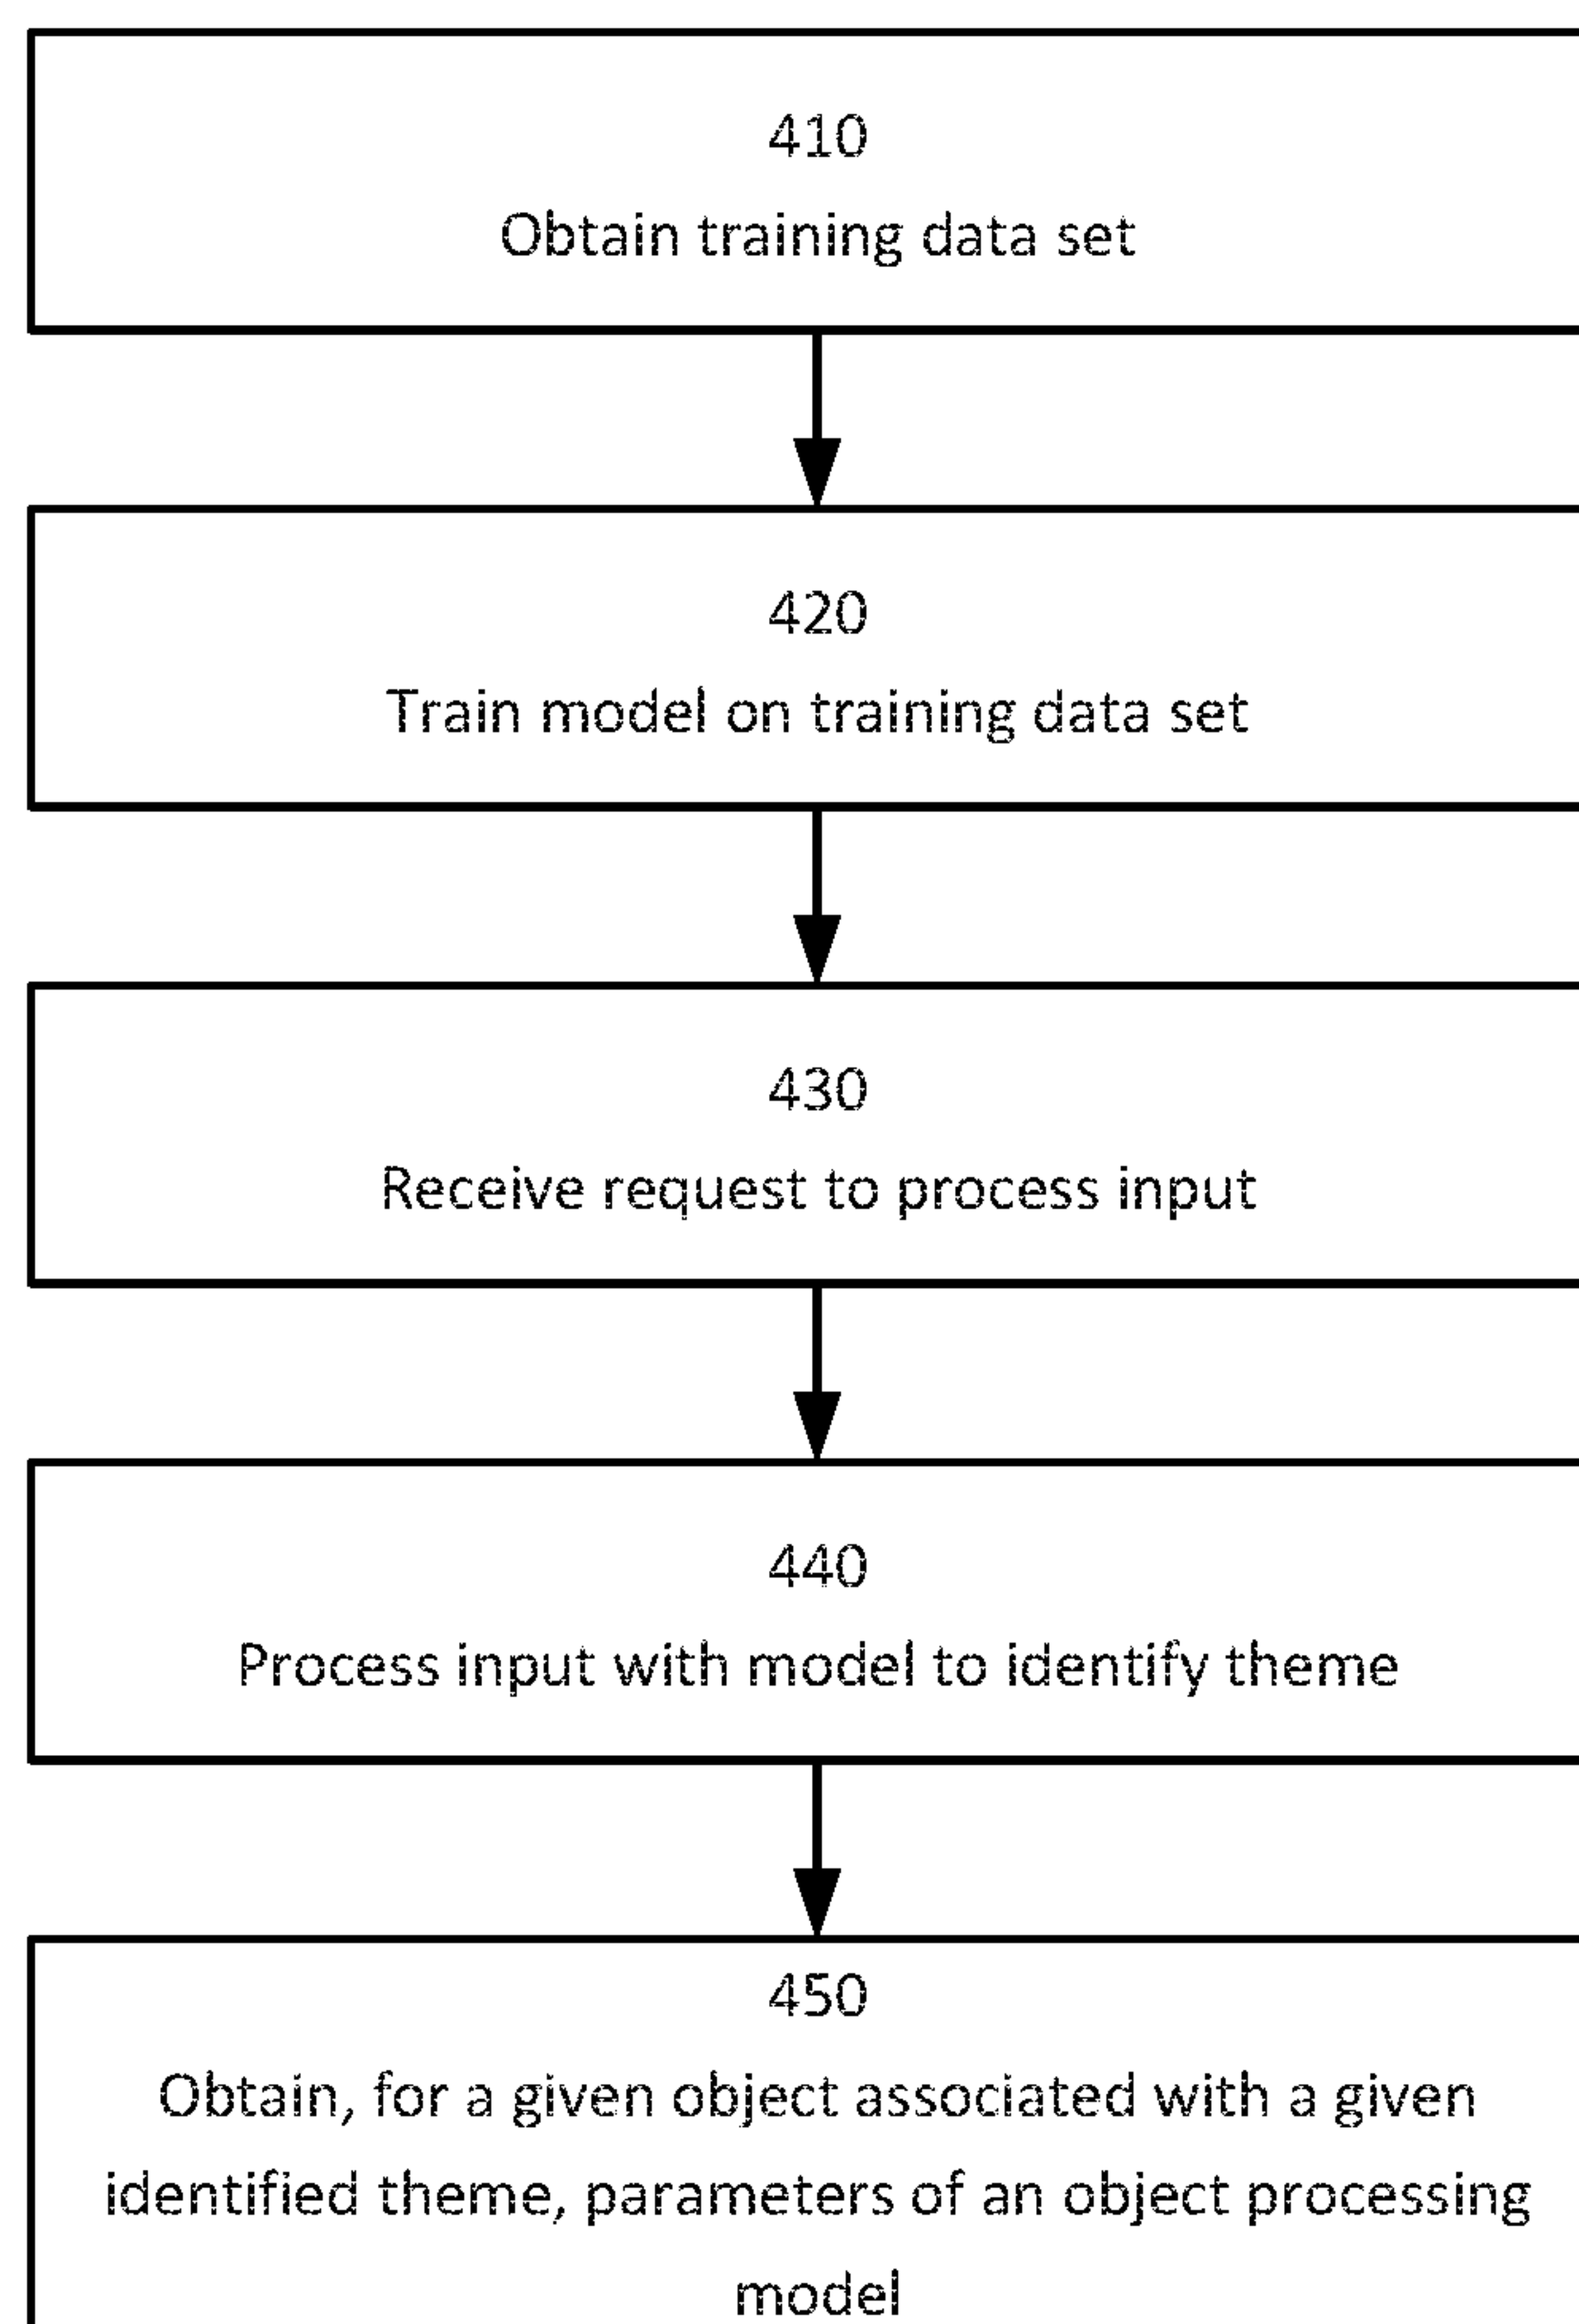 410
Obtain training data set
420
Train model on training data set
430
Receive request to process input
440
Process input with model to identify theme
450
Obtain, for a given object associated with a given
identified theme, parameters of an object processing
model